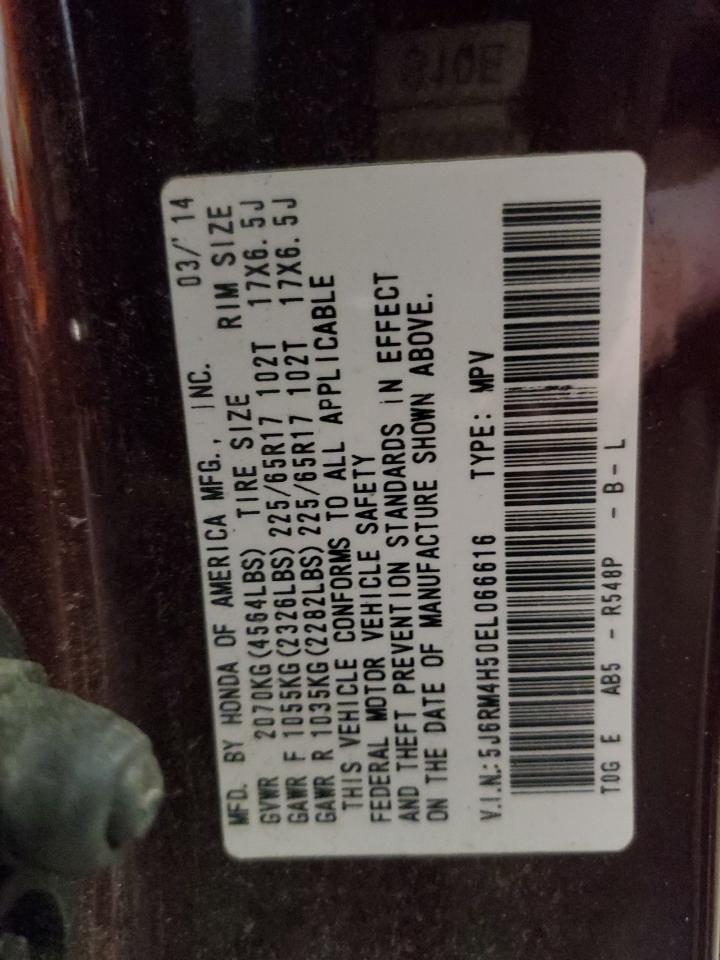 MFD. BY HONDA OF AMERICA MFG., INC. 03/'14
GVWR 2070KG(4564LBS) TIRE SIZE RIM SIZE
GAWR F 1055KG(2326LBS) 225/65R17 102T 17X6.5J
GAWR R 1035KG(2282LBS) 225/65R17 102T 17X6.5J
THIS VEHICLE CONFORMS TO ALL APPLICABLE
FEDERAL MOTOR VEHICLE SAFETY
AND THEFT PREVENTION STANDARDS IN EFFECT
ON THE DATE OF MANUFACTURE SHOWN ABOVE.
V.I.N.: 5J6RM4H50EL066616 TYPE: MPV
T0G E AB5 - R548P - B - L